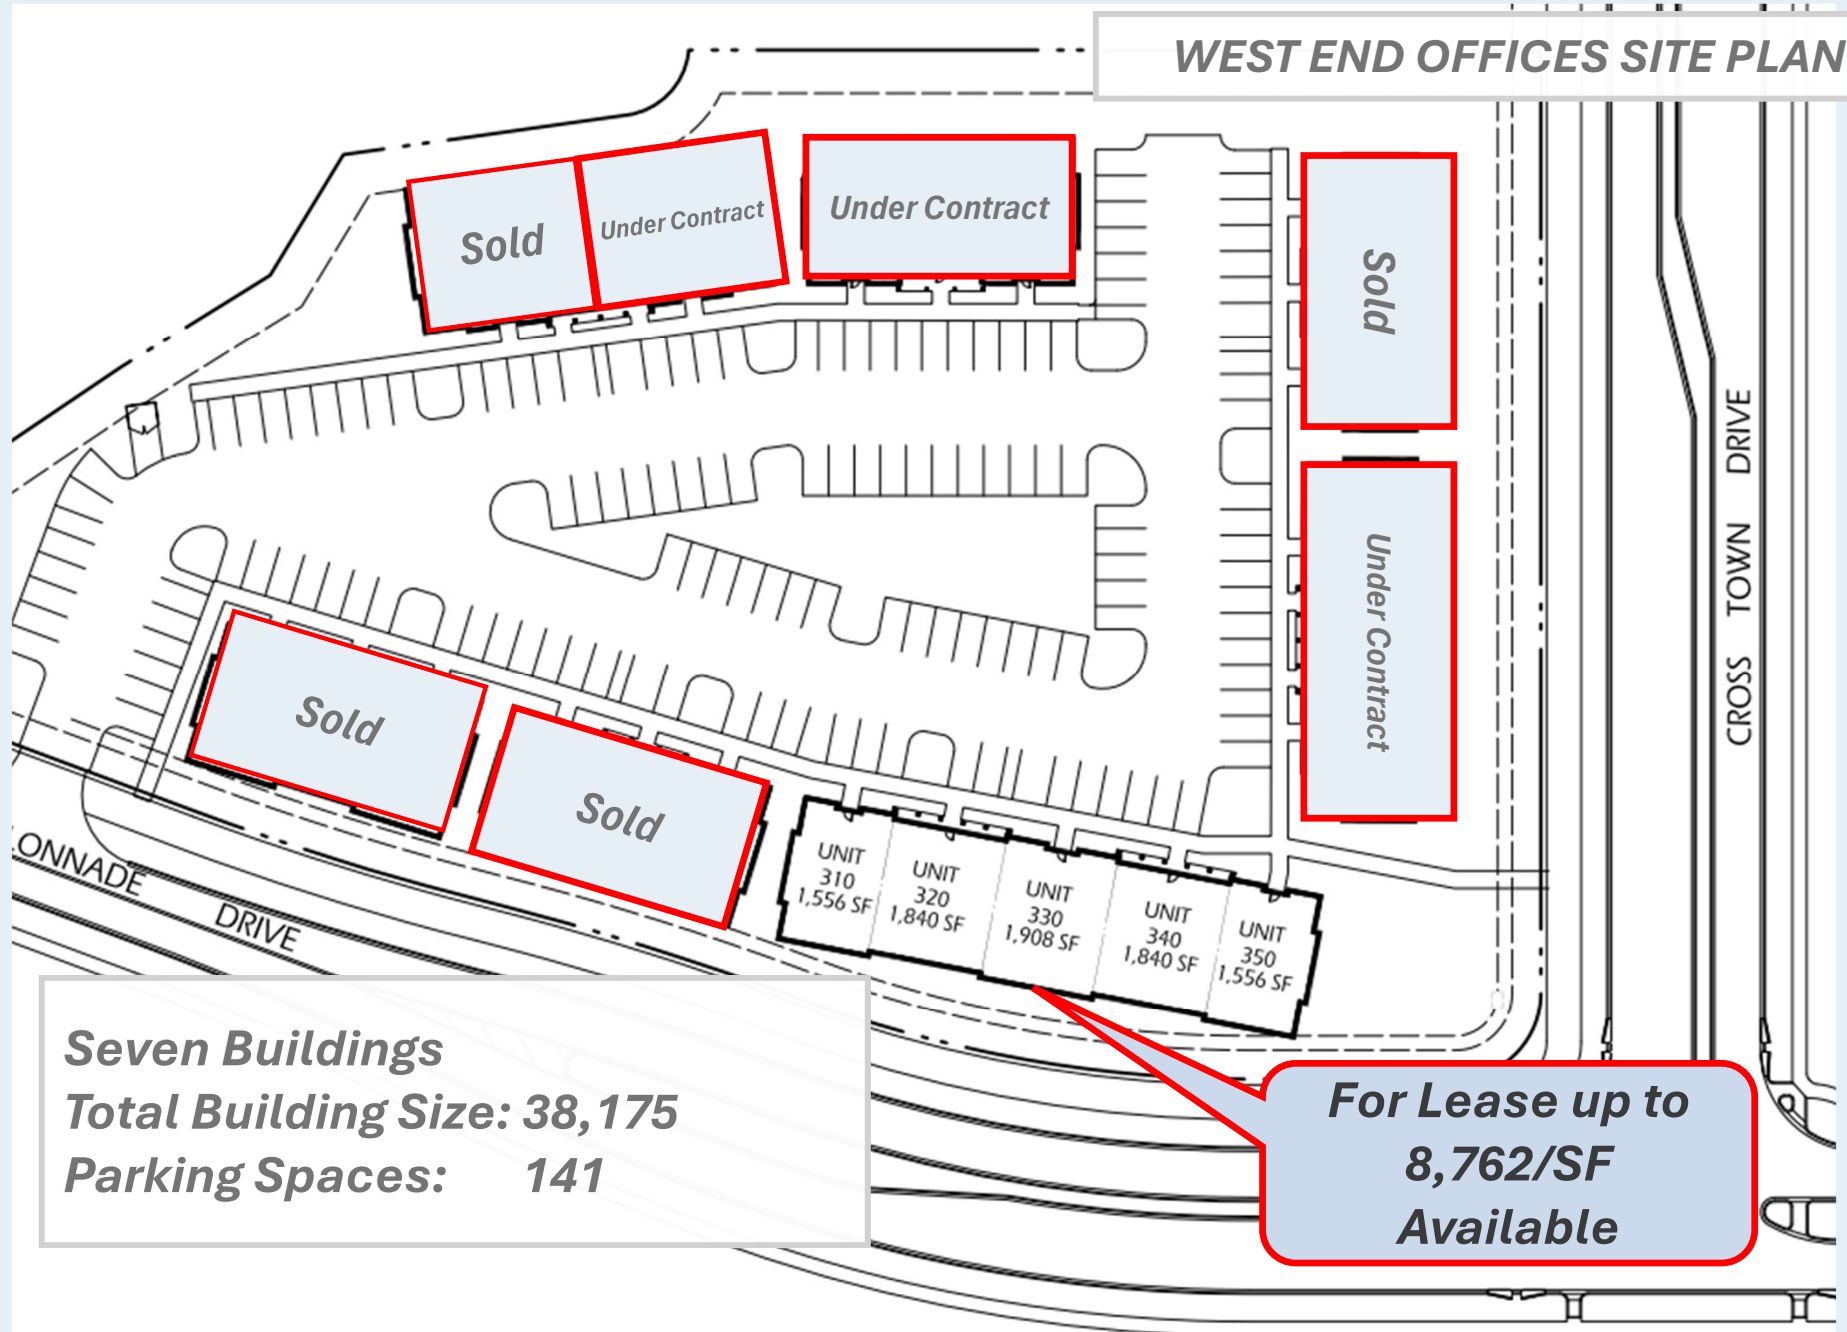 WEST END OFFICES SITE PLAN
Sold
Under Contract
Under Contract
Sold
Under Contract
CROSS TOWN DRIVE
Sold
Sold
UNIT
310
1,556 SF
UNIT
320
1,840 SF
UNIT
330
1,908 SF
UNIT
340
1,840 SF
UNIT
350
1,556 SF
LONNADE
DRIVE
Seven Buildings
Total Building Size: 38,175
Parking Spaces: 141
For Lease up to
8,762/SF
Available